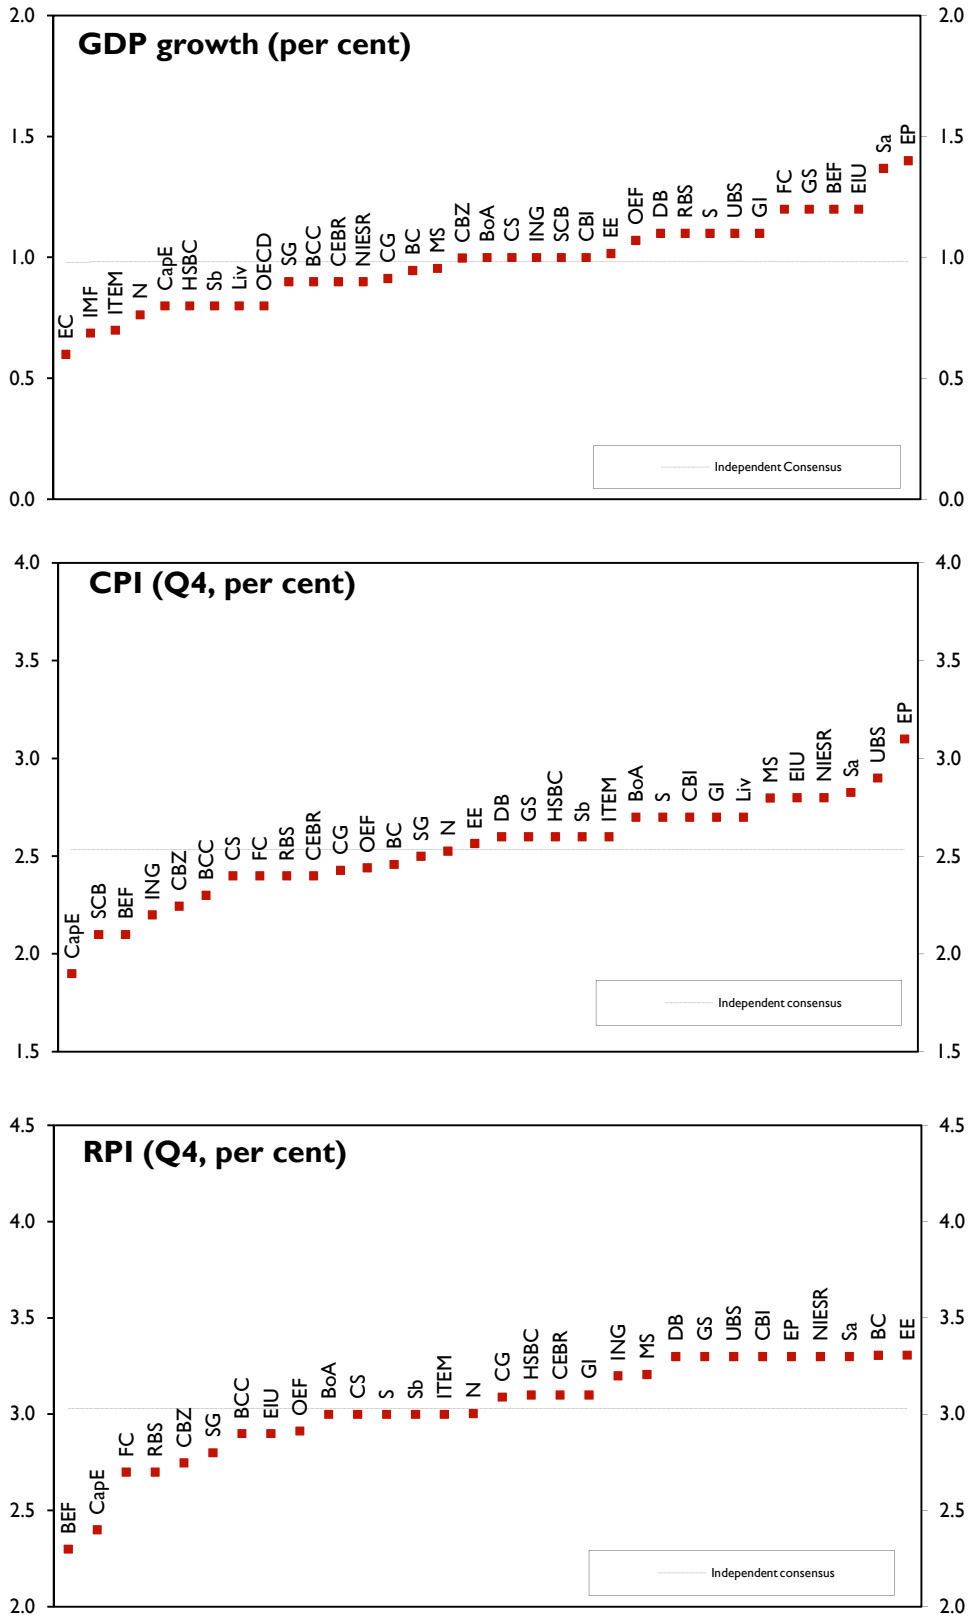 GDP growth (per cent)
2.0 2.0
1.5 1.5
1.0 1.0
0.5 0.5
0.0 0.0
EC IMF ITEM N CapE HSBC Sb Liv OECD SG BCC CEBR NIESR CG BC MS CBZ BoA CS ING SCB CBI EE OEF DB RBS S UBS GI FC GS BEF EIU Sa EP
Independent Consensus
CPI (Q4, per cent)
4.0 4.0
3.5 3.5
3.0 3.0
2.5 2.5
2.0 2.0
1.5 1.5
CapE SCB BEF ING CBZ BCC CS FC RBS CEBR CG OEF BC SG N EE DB GS HSBC Sb ITEM BoA S CBI GI Liv MS EIU NIESR Sa UBS EP
Independent consensus
RPI (Q4, per cent)
4.5 4.5
4.0 4.0
3.5 3.5
3.0 3.0
2.5 2.5
2.0 2.0
BEF CapE FC RBS CBZ SG BCC EIU OEF BoA CS S Sb ITEM N CG HSBC CEBR GI ING MS DB GS UBS CBI EP NIESR Sa BC EE
Independent consensus